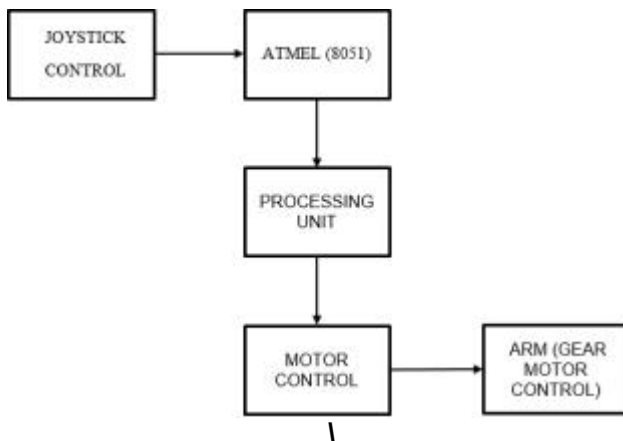 JOYSTICK
CONTROL
ATMEL (8051)
PROCESSING
UNIT
MOTOR
CONTROL
ARM (GEAR
MOTOR
CONTROL)